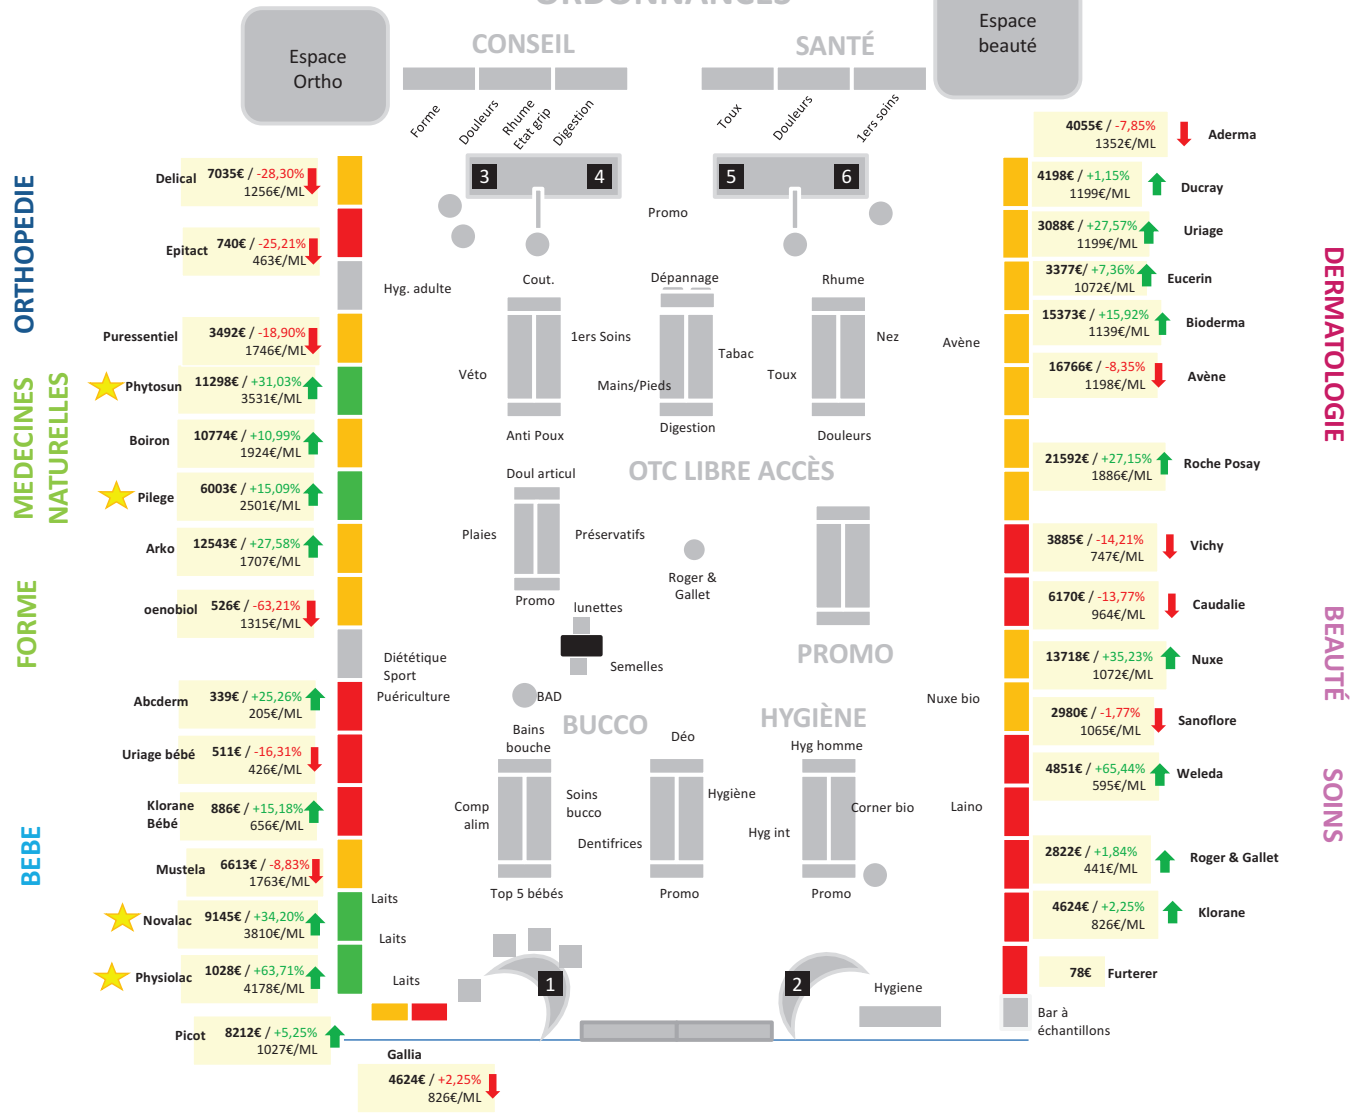 ORDONNANCES
Espace
Ortho
CONSEIL
SANTÉ
Espace
beauté
Forme
Douleurs
Rhume
Etat grip
Digestion
Toux
Douleurs
1ers soins
3
4
5
6
Promo
ORTHOPEDIE
MEDECINES
NATURELLES
FORME
BEBE
Delical
7035€ / -28,30%
1256€/ML
Epitact
740€ / -25,21%
463€/ML
Hyg. adulte
Puressentiel
3492€ / -18,90%
1746€/ML
Phytosun
11298€ / +31,03%
3531€/ML
Boiron
10774€ / +10,99%
1924€/ML
Pilege
6003€ / +15,09%
2501€/ML
Arko
12543€ / +27,58%
1707€/ML
oenobiol
526€ / -63,21%
1315€/ML
Diététique
Sport
Puériculture
Abcderm
339€ / +25,26%
205€/ML
Uriage bébé
511€ / -16,31%
426€/ML
Klorane
Bébé
886€ / +15,18%
656€/ML
Mustela
6613€ / -8,83%
1763€/ML
Laits
Novalac
9145€ / +34,20%
3810€/ML
Laits
Physiolac
1028€ / +63,71%
4178€/ML
Laits
Picot
8212€ / +5,25%
1027€/ML
Gallia
4624€ / +2,25%
826€/ML
Cout.
Dépannage
Rhume
1ers Soins
Véto
Mains/Pieds
Tabac
Toux
Nez
Anti Poux
Digestion
Douleurs
OTC LIBRE ACCÈS
Doul articul
Plaies
Préservatifs
Promo
Roger &
Gallet
lunettes
Semelles
PROMO
BAD
BUCCO
HYGIÈNE
Bains
bouche
Déo
Hyg homme
Comp
alim
Soins
bucco
Dentifrices
Hygiène
Hyg int
Corner bio
Top 5 bébés
Promo
Promo
1
2
Hygiene
Avène
Nuxe bio
Laino
Bar à
échantillons
4055€ / -7,85%
1352€/ML
Aderma
4198€ / +1,15%
1199€/ML
Ducray
3088€ / +27,57%
1199€/ML
Uriage
3377€/ +7,36%
1072€/ML
Eucerin
15373€ / +15,92%
1139€/ML
Bioderma
16766€ / -8,35%
1198€/ML
Avène
21592€ / +27,15%
1886€/ML
Roche Posay
3885€ / -14,21%
747€/ML
Vichy
6170€ / -13,77%
964€/ML
Caudalie
13718€ / +35,23%
1072€/ML
Nuxe
2980€ / -1,77%
1065€/ML
Sanoflore
4851€ / +65,44%
595€/ML
Weleda
2822€ / +1,84%
441€/ML
Roger & Gallet
4624€ / +2,25%
826€/ML
Klorane
78€
Furterer
DERMATOLOGIE
BEAUTÉ
SOINS